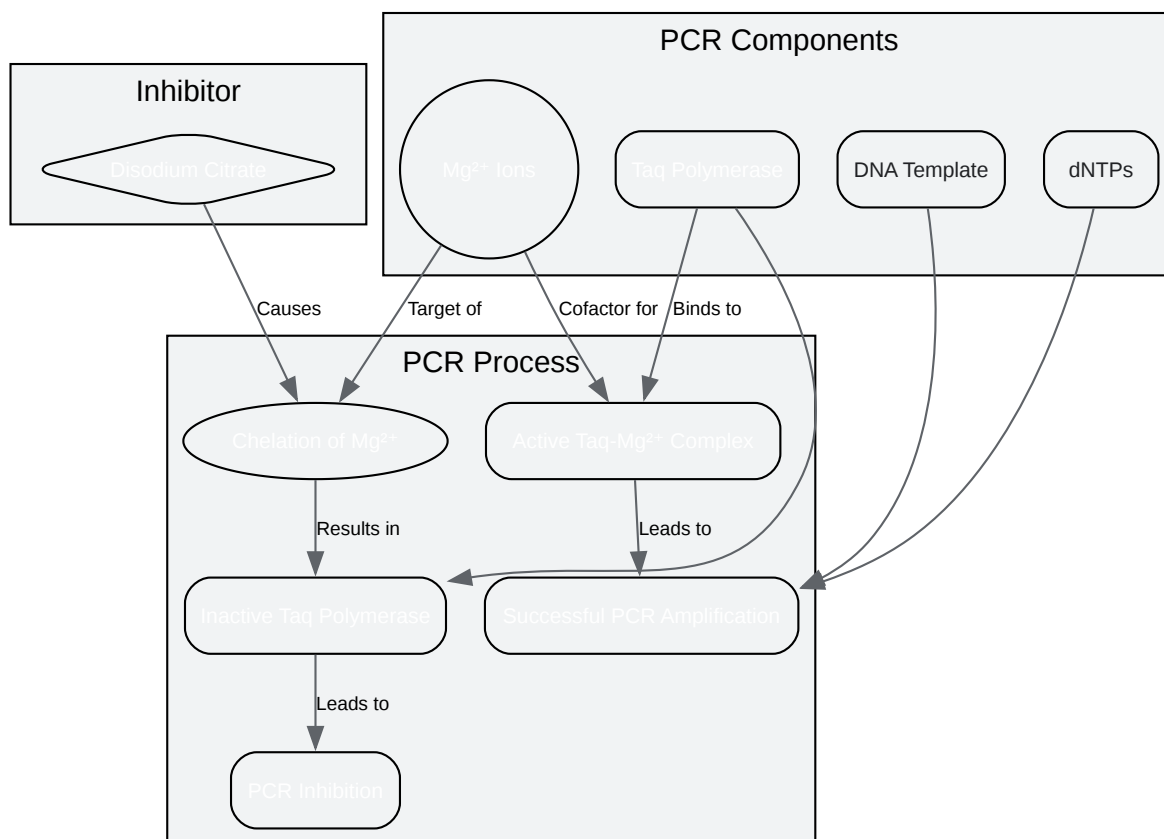 PCR Components
Inhibitor
Disodium Citrate
Mg²⁺ Ions
Taq Polymerase
DNA Template
dNTPs
Causes
Target of
Cofactor for
Binds to
PCR Process
Chelation of Mg²⁺
Active Taq-Mg²⁺ Complex
Results in
Leads to
Inactive Taq Polymerase
Successful PCR Amplification
Leads to
PCR Inhibition